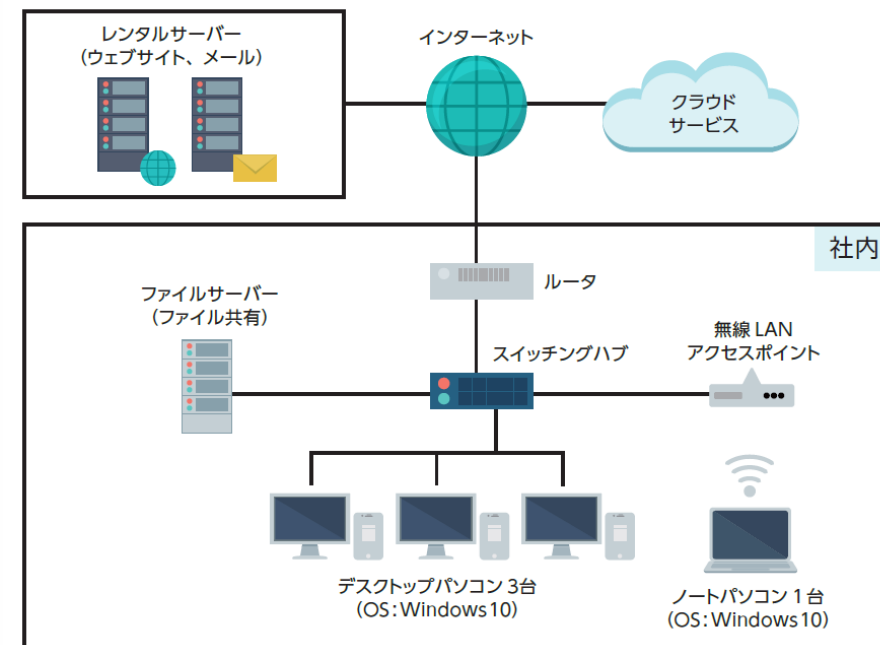 レンタルサーバー
（ウェブサイト、メール）
インターネット
クラウド
サービス
社内
ルータ
ファイルサーバー
（ファイル共有）
スイッチングハブ
無線 LAN
アクセスポイント
デスクトップパソコン 3台
（OS：Windows10）
ノートパソコン 1 台
（OS：Windows10）